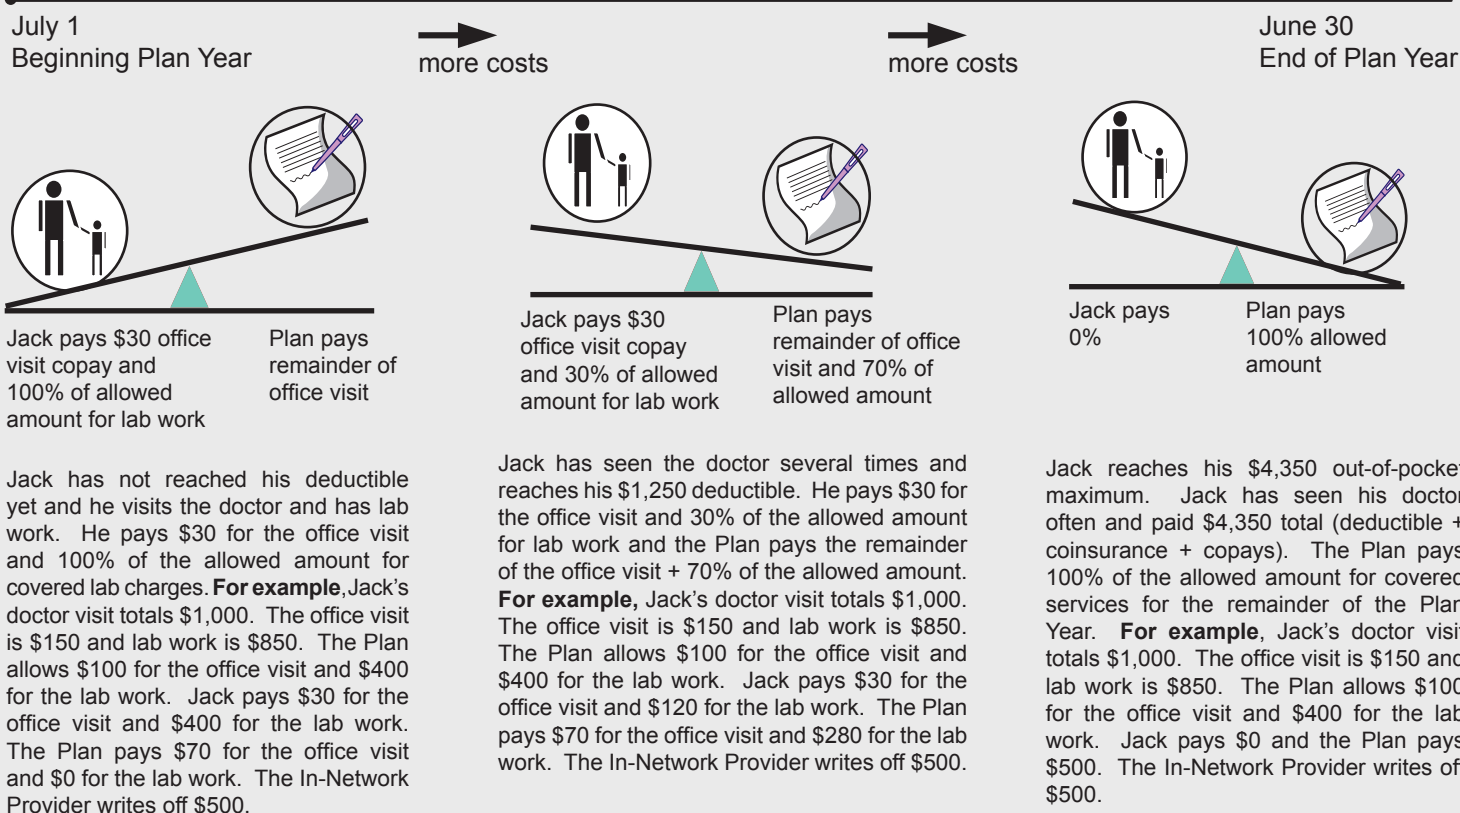 July 1
Beginning Plan Year
more costs
more costs
June 30
End of Plan Year
Jack pays $30 office
visit copay and
100% of allowed
amount for lab work
Plan pays
remainder of
office visit
Jack pays $30
office visit copay
and 30% of allowed
amount for lab work
Plan pays
remainder of office
visit and 70% of
allowed amount
Jack pays
0%
Plan pays
100% allowed
amount
Jack has not reached his deductible
yet and he visits the doctor and has lab
work. He pays $30 for the office visit
and 100% of the allowed amount for
covered lab charges. For example, Jack’s
doctor visit totals $1,000. The office visit
is $150 and lab work is $850. The Plan
allows $100 for the office visit and $400
for the lab work. Jack pays $30 for the
office visit and $400 for the lab work.
The Plan pays $70 for the office visit
and $0 for the lab work. The In-Network
Provider writes off $500.
Jack has seen the doctor several times and
reaches his $1,250 deductible. He pays $30 for
the office visit and 30% of the allowed amount
for lab work and the Plan pays the remainder
of the office visit + 70% of the allowed amount.
For example, Jack’s doctor visit totals $1,000.
The office visit is $150 and lab work is $850.
The Plan allows $100 for the office visit and
$400 for the lab work. Jack pays $30 for the
office visit and $120 for the lab work. The Plan
pays $70 for the office visit and $280 for the lab
work. The In-Network Provider writes off $500.
Jack reaches his $4,350 out-of-pocket
maximum. Jack has seen his doctor
often and paid $4,350 total (deductible +
coinsurance + copays). The Plan pays
100% of the allowed amount for covered
services for the remainder of the Plan
Year. For example, Jack’s doctor visit
totals $1,000. The office visit is $150 and
lab work is $850. The Plan allows $100
for the office visit and $400 for the lab
work. Jack pays $0 and the Plan pays
$500. The In-Network Provider writes off
$500.